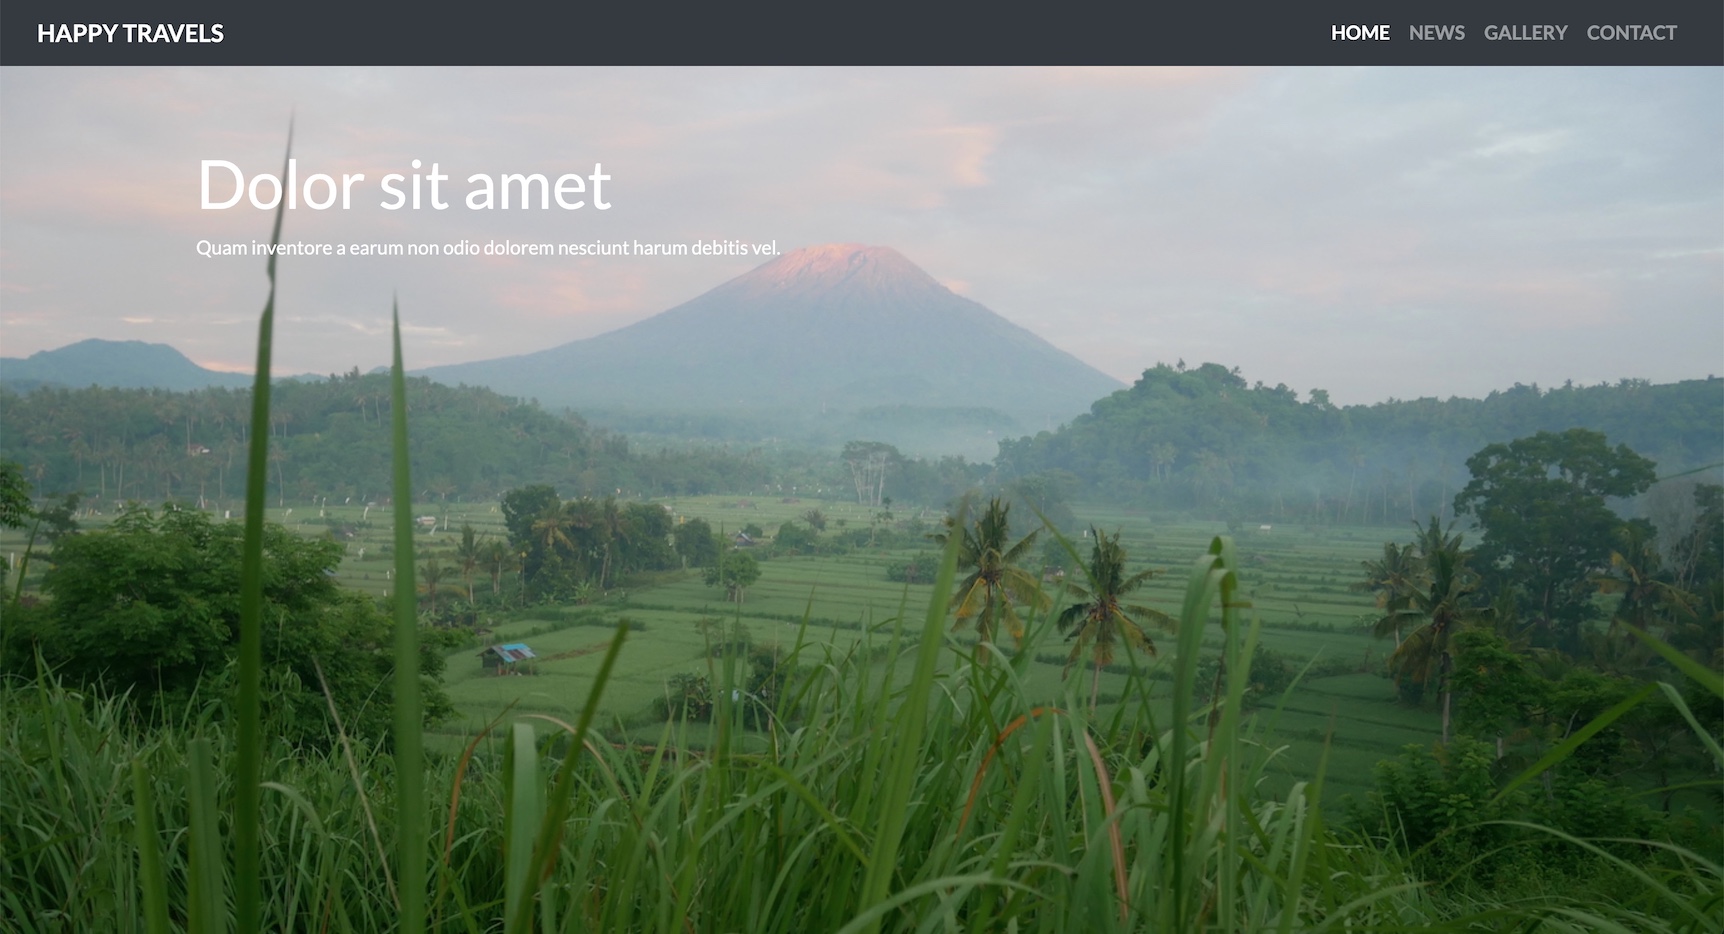 HAPPY TRAVELS
HOME NEWS GALLERY CONTACT
Dolor sit amet
Quam inventore a earum non odio dolorem nesciunt harum debitis vel.